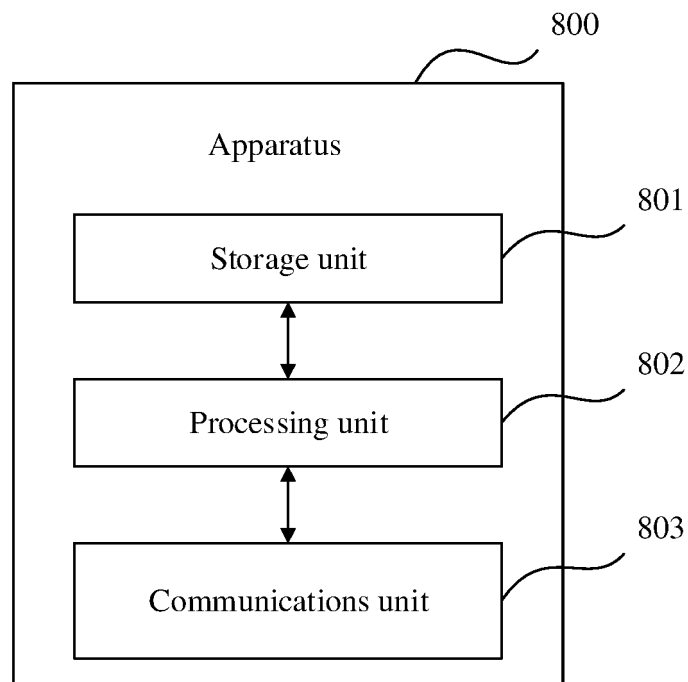 800
Apparatus
801
Storage unit
802
Processing unit
803
Communications unit